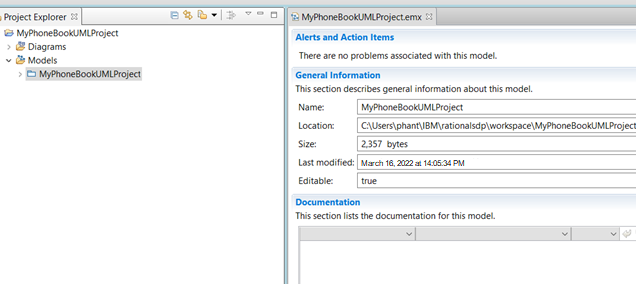 Project Explorer
MyPhoneBookUMLProject
Diagrams
Models
MyPhoneBookUMLProject
MyPhoneBookUMLProject.emx
Alerts and Action Items
There are no problems associated with this model.
General Information
This section describes general information about this model.
Name: MyPhoneBookUMLProject
Location: C:\Users\phant\IBM\rationalsdp\workspace\MyPhoneBookUMLProject
Size: 2,357 bytes
Last modified: March 16, 2022 at 14:05:34 PM
Editable: true
Documentation
This section lists the documentation for this model.